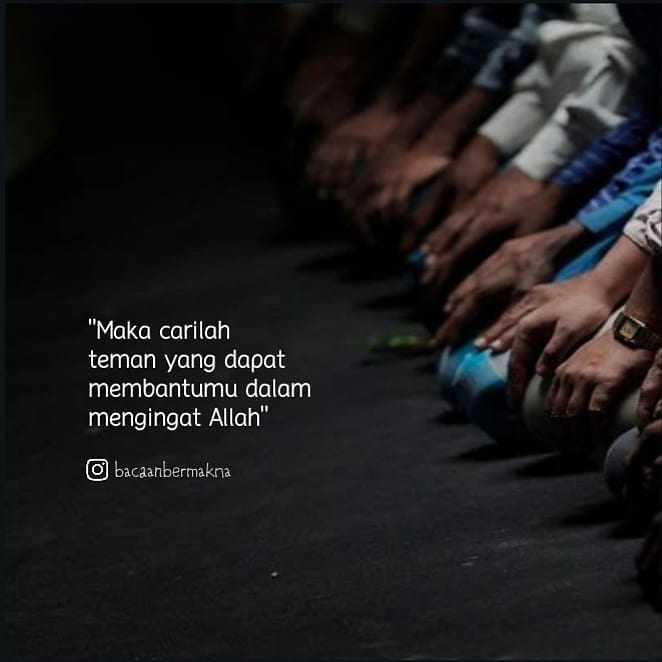 "Maka carilah
teman yang dapat
membantumu dalam
mengingat Allah"
bacaanbermakna